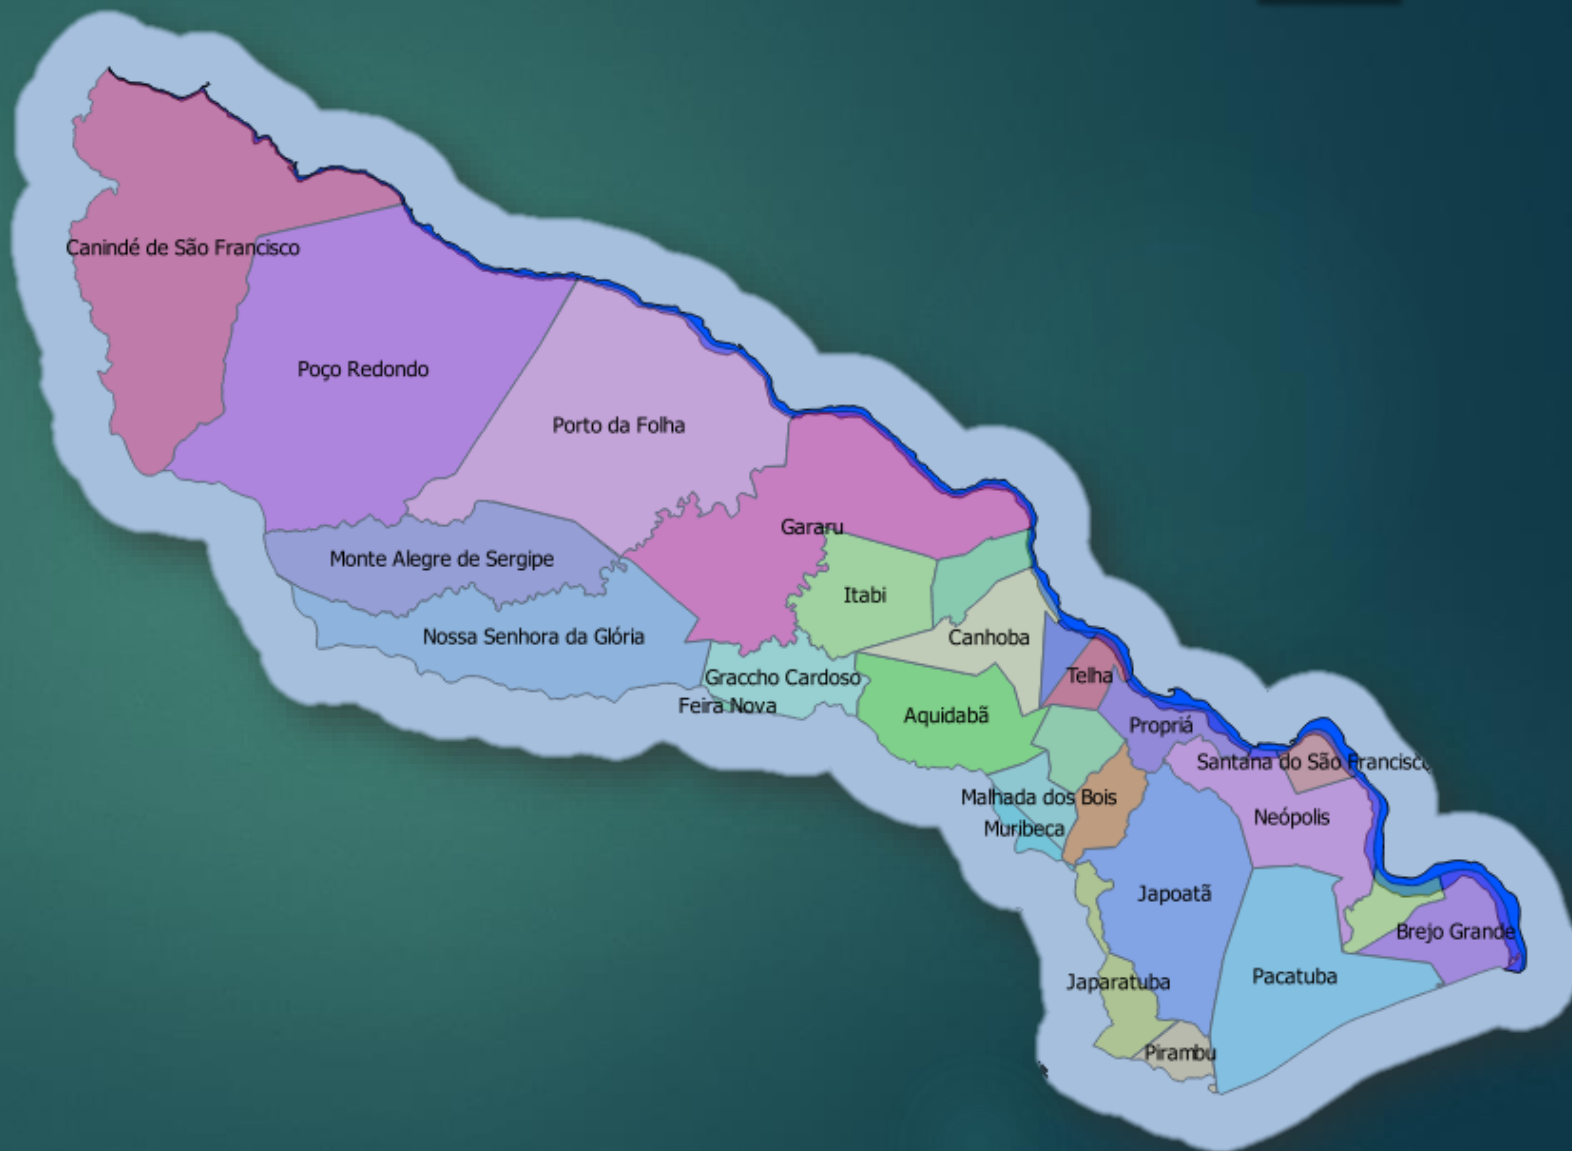 Canindé de São Francisco
Poço Redondo
Porto da Folha
Gararu
Monte Alegre de Sergipe
Itabi
Nossa Senhora da Glória
Canhoba
Graccho Cardoso
Telha
Feira Nova
Aquidabã
Propriá
Santana do São Francisco
Malhada dos Bois
Neópolis
Muribeca
Japoatã
Brejo Grande
Pacatuba
Japaratuba
Pirambu